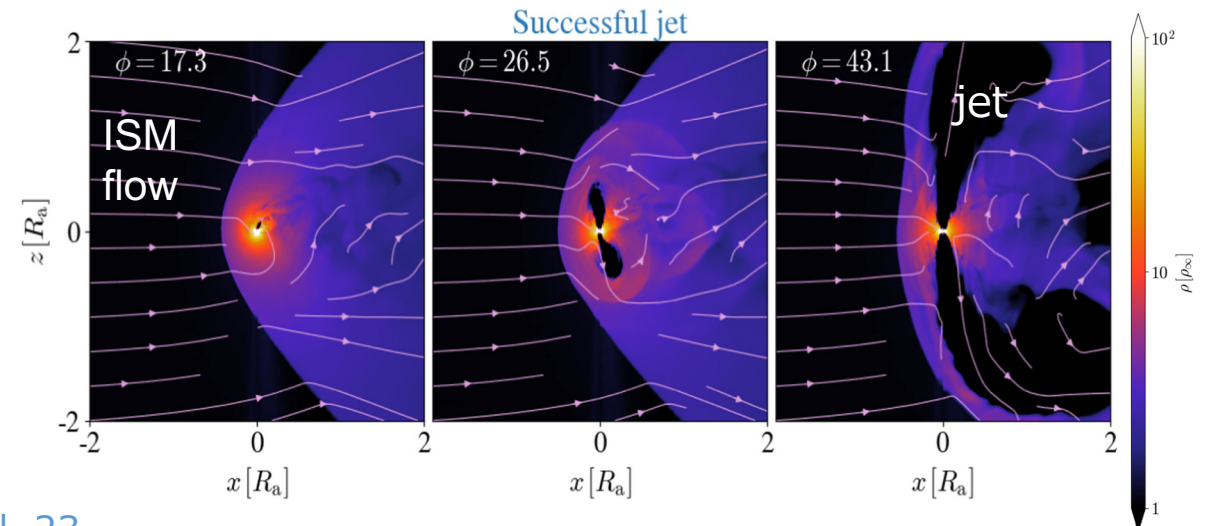 Successful jet
2
0
-2
z [Rₐ]
ϕ = 17.3
ISM
flow
-2
0
2
x [Rₐ]
ϕ = 26.5
0
2
x [Rₐ]
ϕ = 43.1
jet
0
2
x [Rₐ]
10²
10
1
ρ [ρ∞]
23